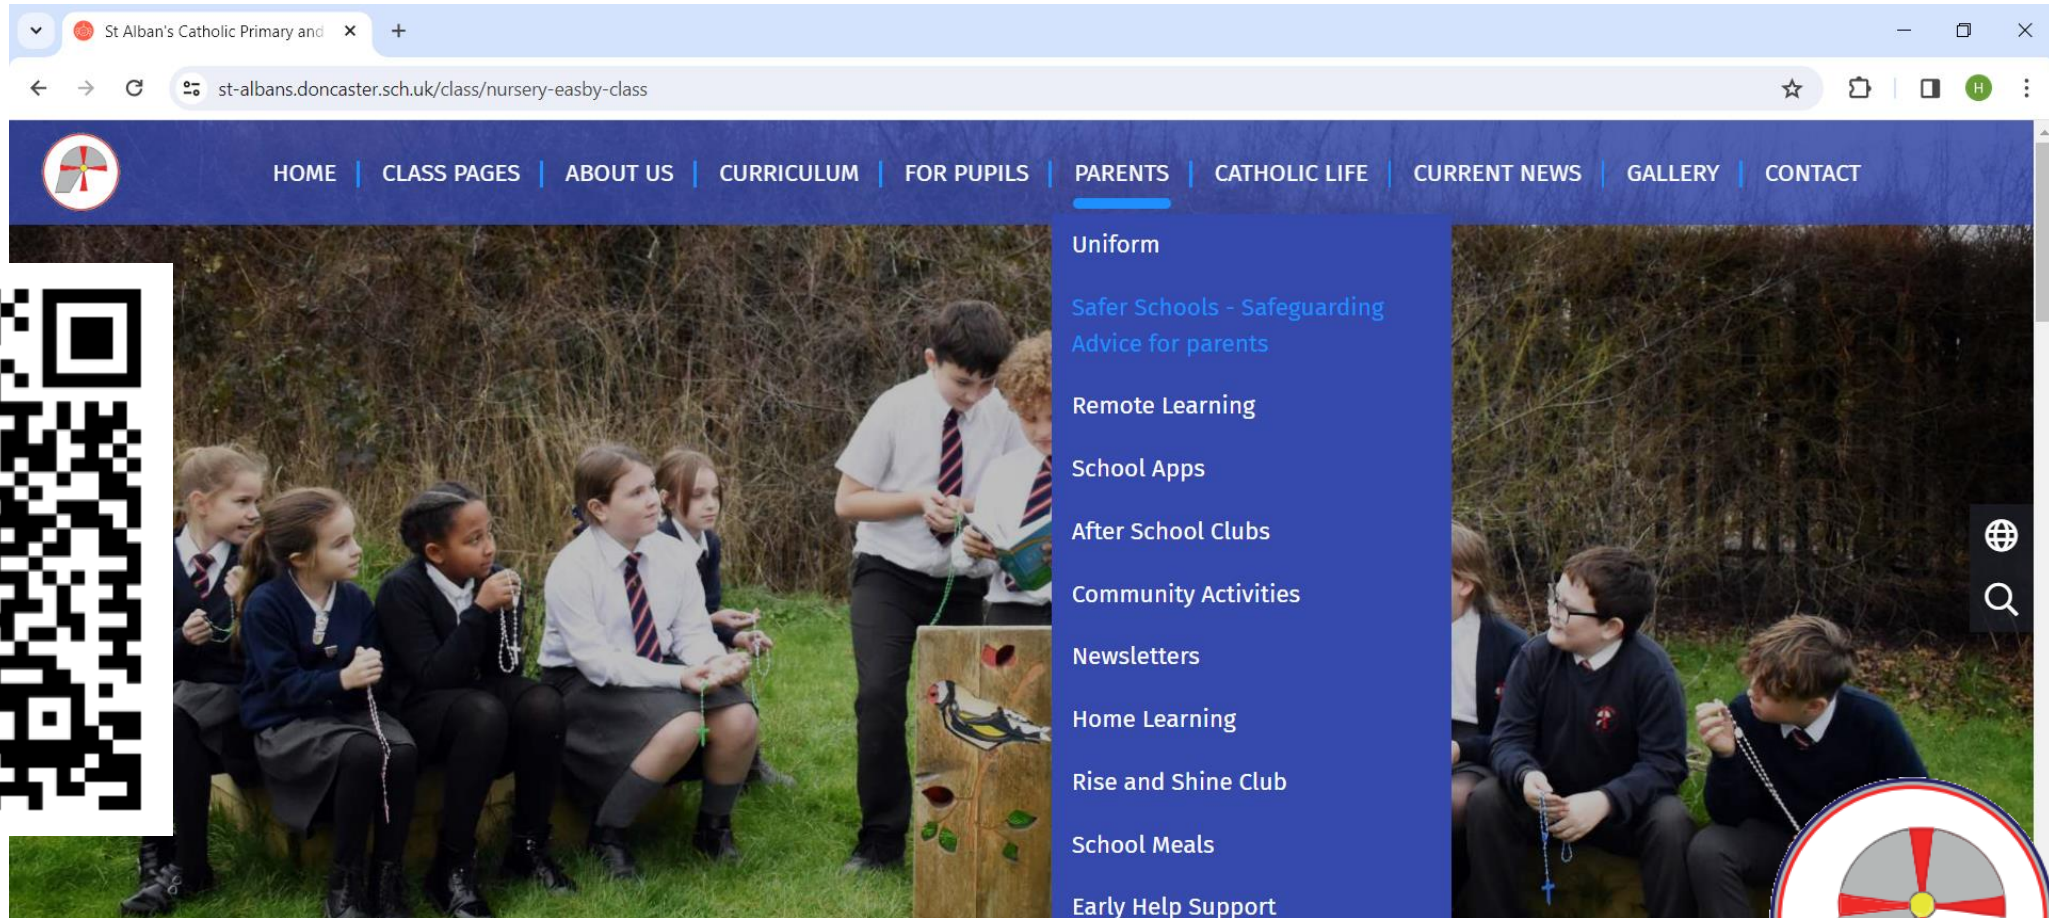 St Alban's Catholic Primary and
st-albans.doncaster.sch.uk/class/nursery-easby-class
H
HOME | CLASS PAGES | ABOUT US | CURRICULUM | FOR PUPILS | PARENTS | CATHOLIC LIFE | CURRENT NEWS | GALLERY | CONTACT
Uniform
Safer Schools - Safeguarding
Advice for parents
Remote Learning
School Apps
After School Clubs
Community Activities
Newsletters
Home Learning
Rise and Shine Club
School Meals
Early Help Support